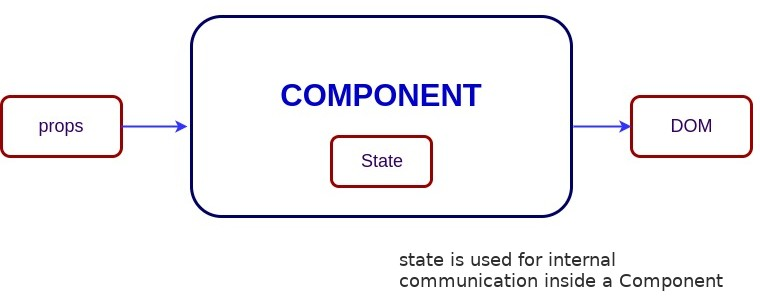 COMPONENT
props
DOM
State
state is used for internal
communication inside a Component